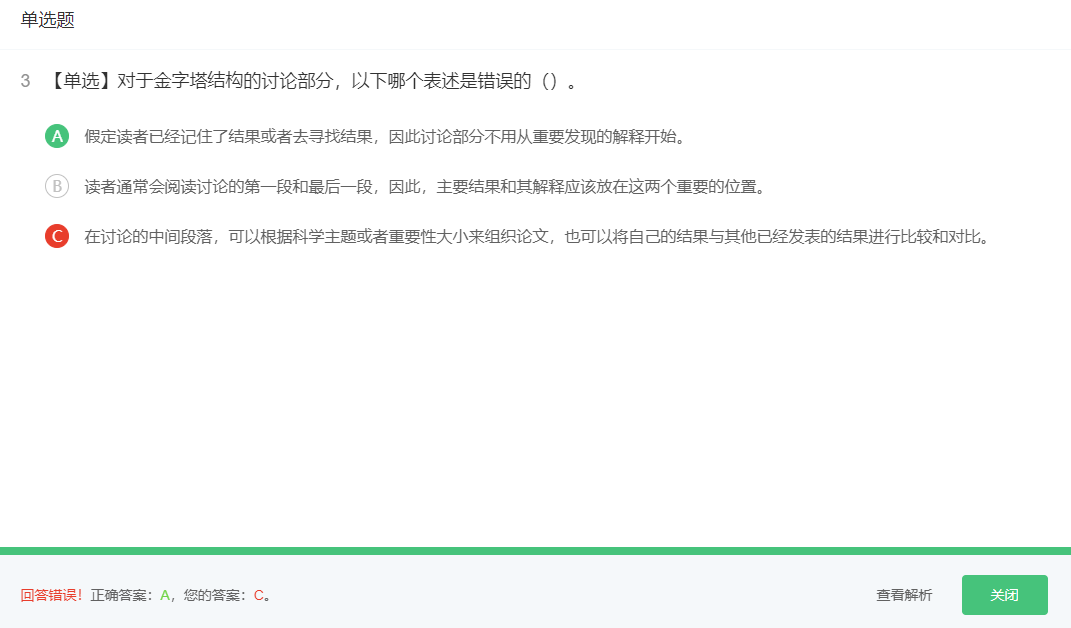 单选题
3 【单选】对于金字塔结构的讨论部分，以下哪个表述是错误的（）。
A 假定读者已经记住了结果或者去寻找结果，因此讨论部分不用从重要发现的解释开始。
B 读者通常会阅读讨论的第一段和最后一段，因此，主要结果和其解释应该放在这两个重要的位置。
C 在讨论的中间段落，可以根据科学主题或者重要性大小来组织论文，也可以将自己的结果与其他已经发表的结果进行比较和对比。
回答错误！正确答案：A，您的答案：C。 查看解析 关闭